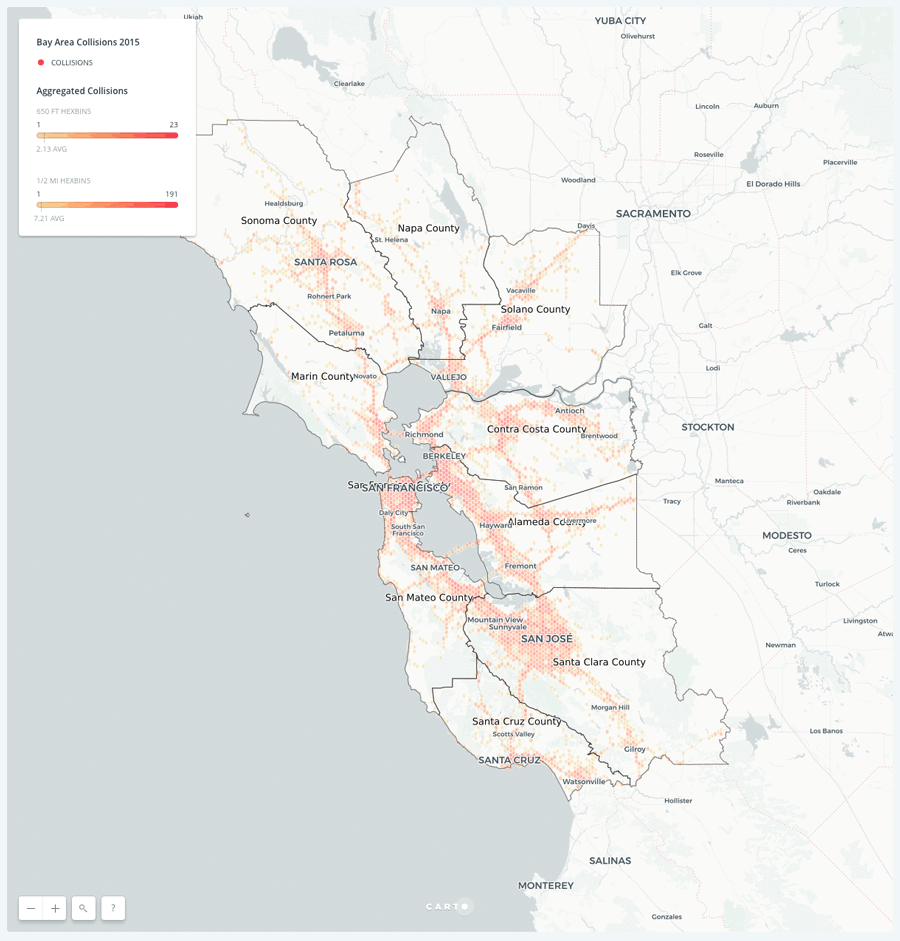 Ukiah
YUBA CITY
Olivehurst
Bay Area Collisions 2015
COLLISIONS
Aggregated Collisions
650 FT HEXBINS
1 23
2.13 AVG
1/2 MI HEXBINS
1 191
7.21 AVG
Clearlake
Lincoln
Auburn
Roseville
Placerville
Woodland
El Dorado Hills
Healdsburg
Sonoma County
SACRAMENTO
Napa County
Davis
St. Helena
SANTA ROSA
Elk Grove
Vacaville
Rohnert Park
Napa
Solano County
Fairfield
Galt
Petaluma
Lodi
Marin County
Novato
VALLEJO
Antioch
Contra Costa County
STOCKTON
Richmond
Brentwood
BERKELEY
Manteca
San Ramon
SAN FRANCISCO
Oakdale
Tracy
Riverbank
Daly City
Alameda County
Livermore
Hayward
South San
Francisco
MODESTO
Ceres
SAN MATEO
Fremont
Turlock
San Mateo County
Mountain View
Sunnyvale
Livingston
SAN JOSÉ
Newman
Santa Clara County
Morgan Hill
Santa Cruz County
Scotts Valley
Los Banos
Gilroy
SANTA CRUZ
Watsonville
Hollister
SALINAS
MONTEREY
CARTO
Gonzales
− + ?